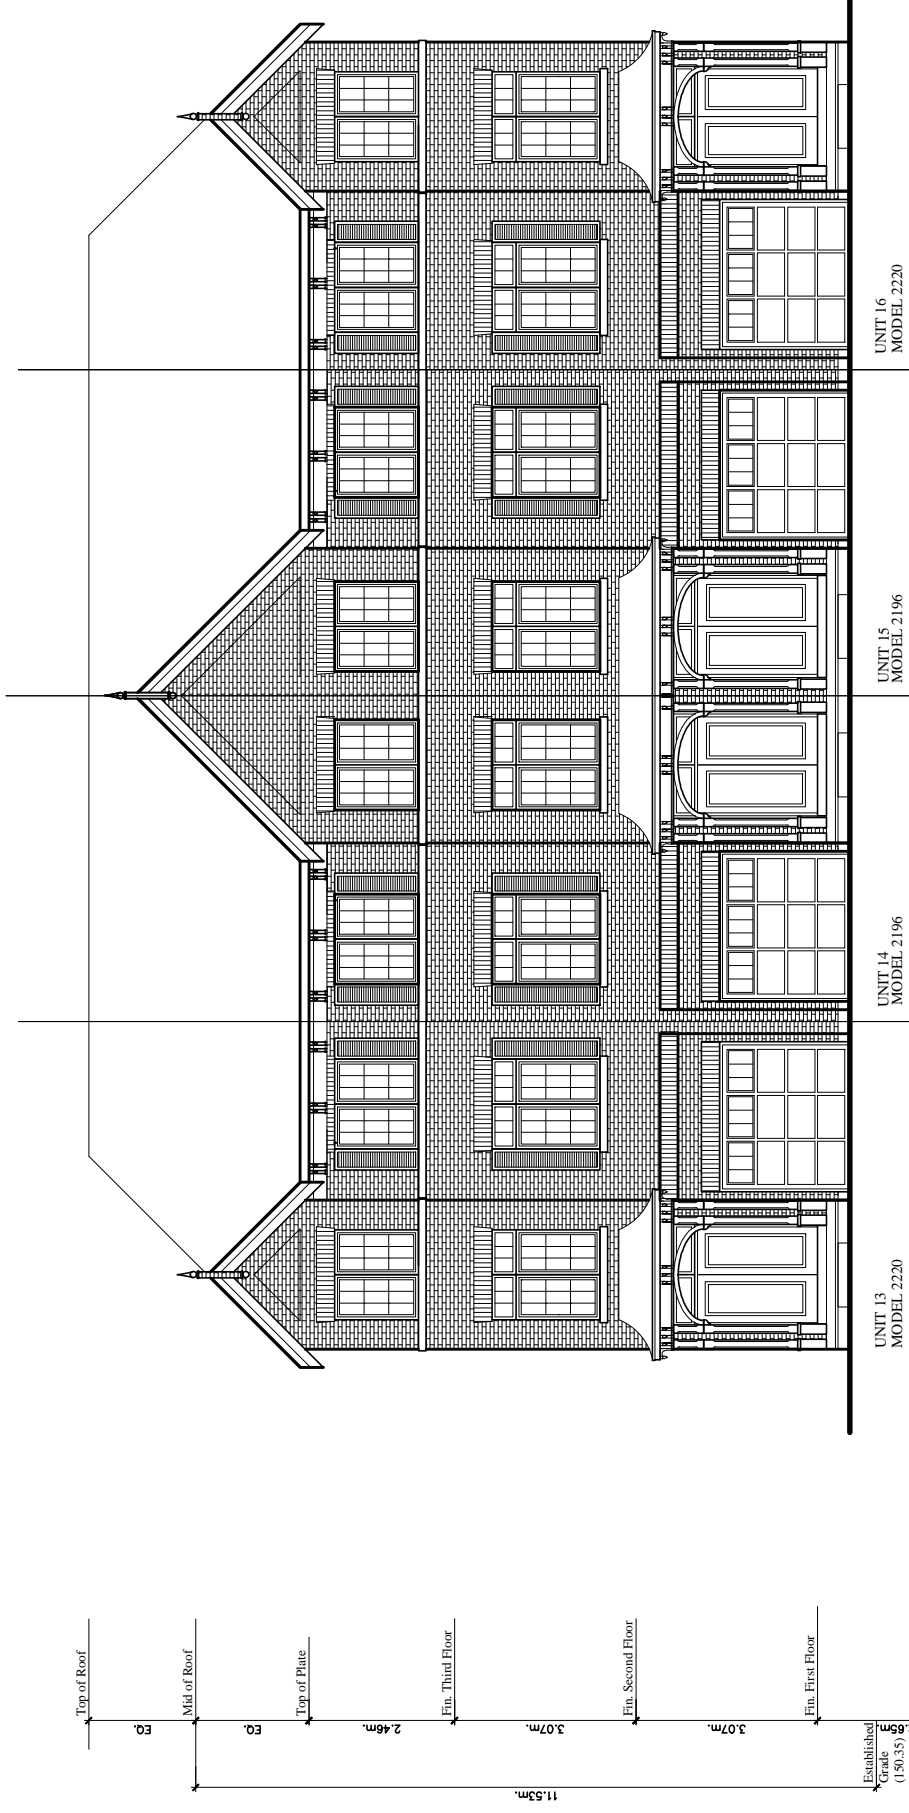 UNIT 13
MODEL 2220
UNIT 14
MODEL 2196
UNIT 15
MODEL 2196
UNIT 16
MODEL 2220
Top of Roof
EQ.
Mid of Roof
EQ.
Top of Plate
2.46m.
Fin. Third Floor
3.07m.
Fin. Second Floor
3.07m.
Fin. First Floor
.65m.
Established
Grade
(150.35)
11.53m.